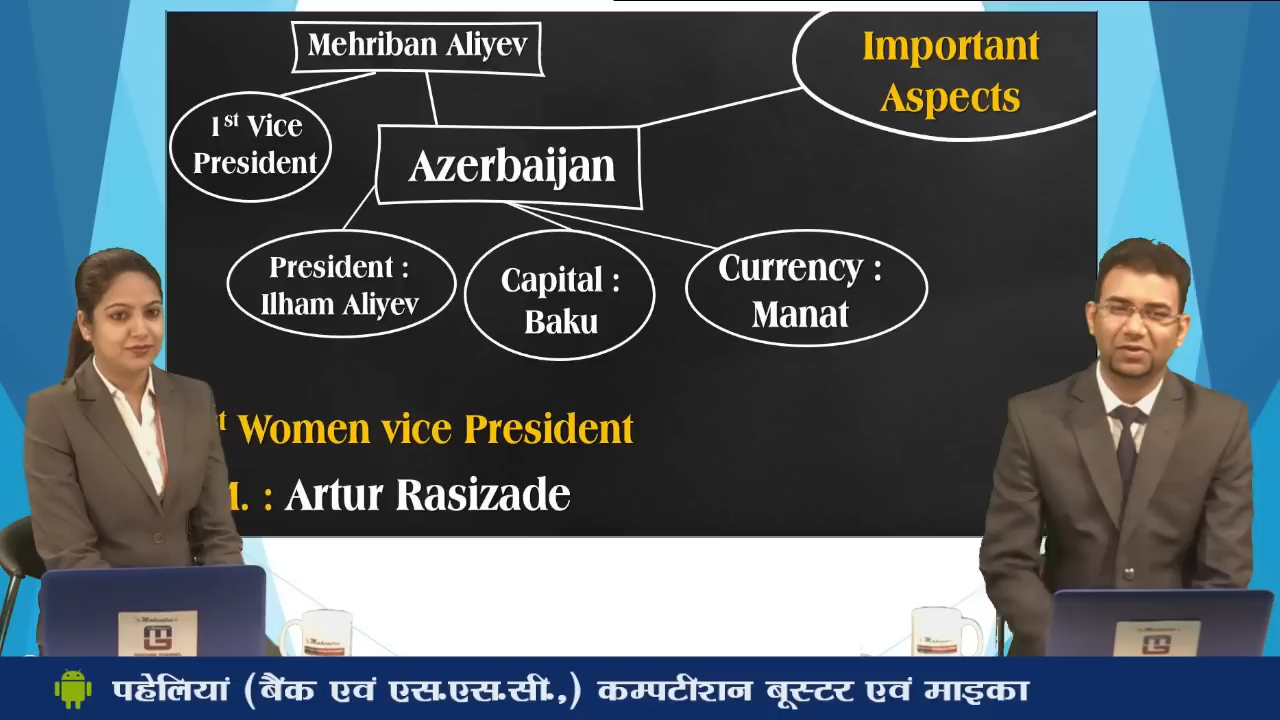 Mehriban Aliyev
Important
Aspects
1st Vice
President
Azerbaijan
President :
Ilham Aliyev
Capital :
Baku
Currency :
Manat
Women vice President
: Artur Rasizade
पहेलियां (बैंक एवं एस.एस.सी.,) कम्पटीशन बूस्टर एवं माइका